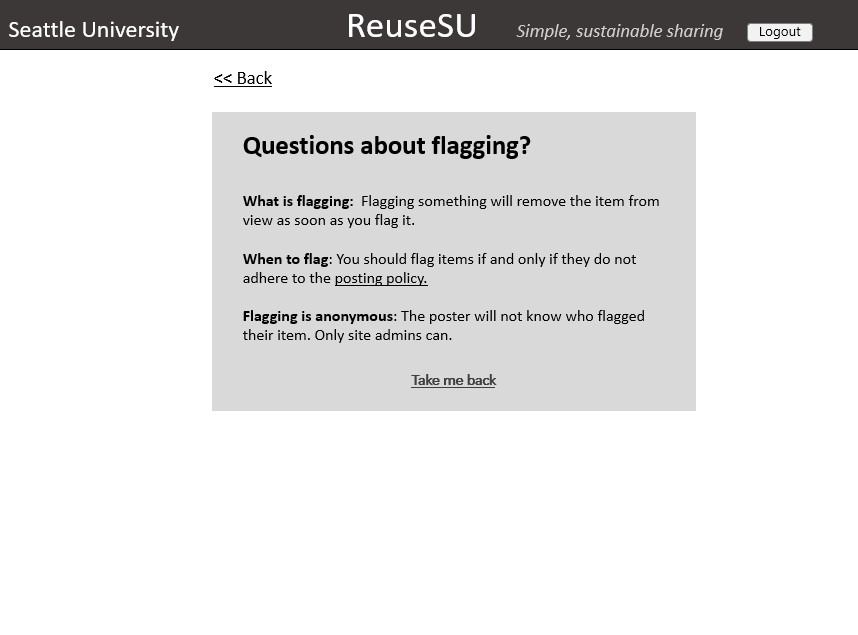 Seattle University
ReuseSU
Simple, sustainable sharing
Logout
<< Back
Questions about flagging?
What is flagging:  Flagging something will remove the item from
view as soon as you flag it.
When to flag: You should flag items if and only if they do not
adhere to the posting policy.
Flagging is anonymous: The poster will not know who flagged
their item. Only site admins can.
Take me back